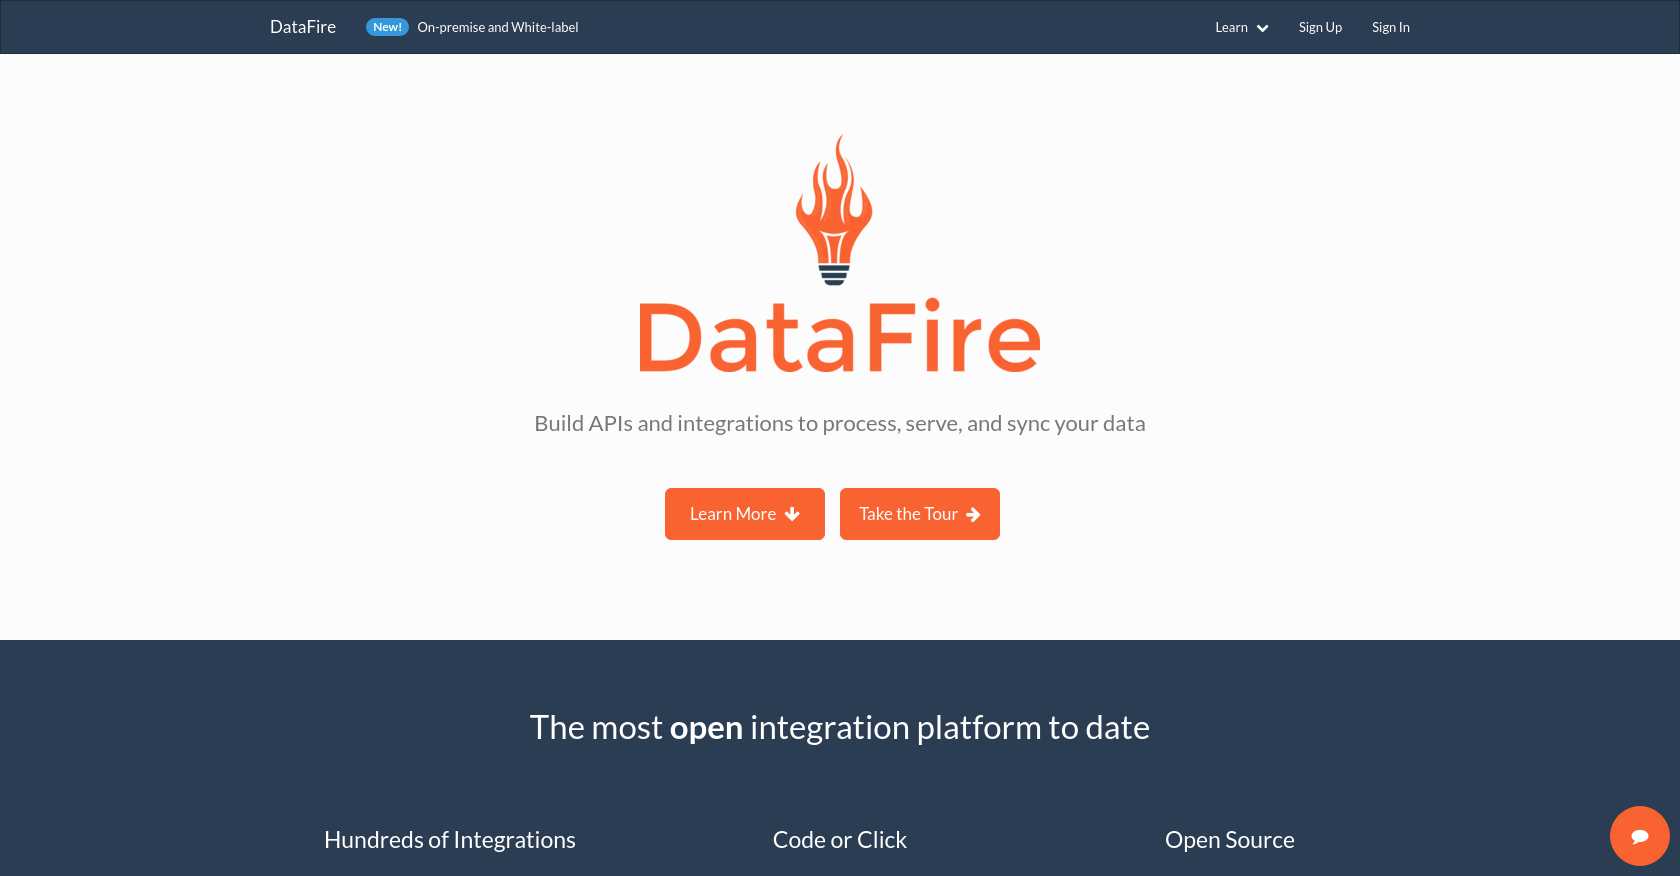 DataFire New! On-premise and White-label Learn Sign Up Sign In
DataFire
Build APIs and integrations to process, serve, and sync your data
Learn More Take the Tour
The most open integration platform to date
Hundreds of Integrations Code or Click Open Source